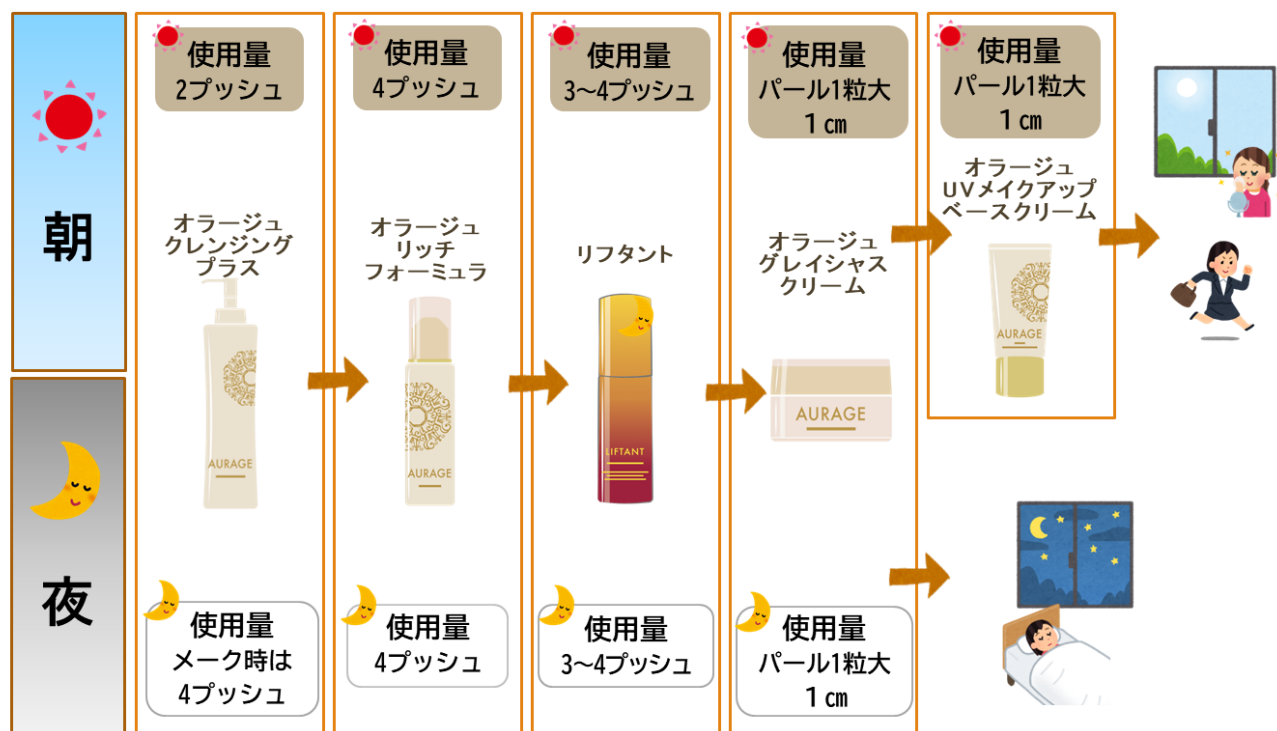 朝
使用量
2プッシュ
使用量
4プッシュ
使用量
3～4プッシュ
使用量
パール1粒大
1㎝
使用量
パール1粒大
1㎝
オラージュ
クレンジング
プラス
オラージュ
リッチ
フォーミュラ
リフタント
オラージュ
グレイシャス
クリーム
オラージュ
UVメイクアップ
ベースクリーム
AURAGE
AURAGE
LIFTANT
AURAGE
AURAGE
夜
使用量
メーク時は
4プッシュ
使用量
4プッシュ
使用量
3～4プッシュ
使用量
パール1粒大
1㎝